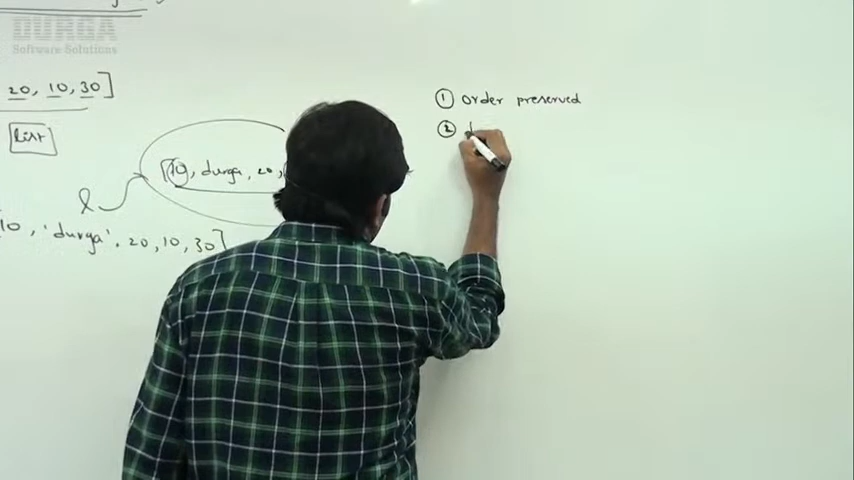 DURGA
Software Solutions
20, 10, 30]
List
[10, durga, 20,
l
10, 'durga', 20, 10, 30]
① order preserved
②